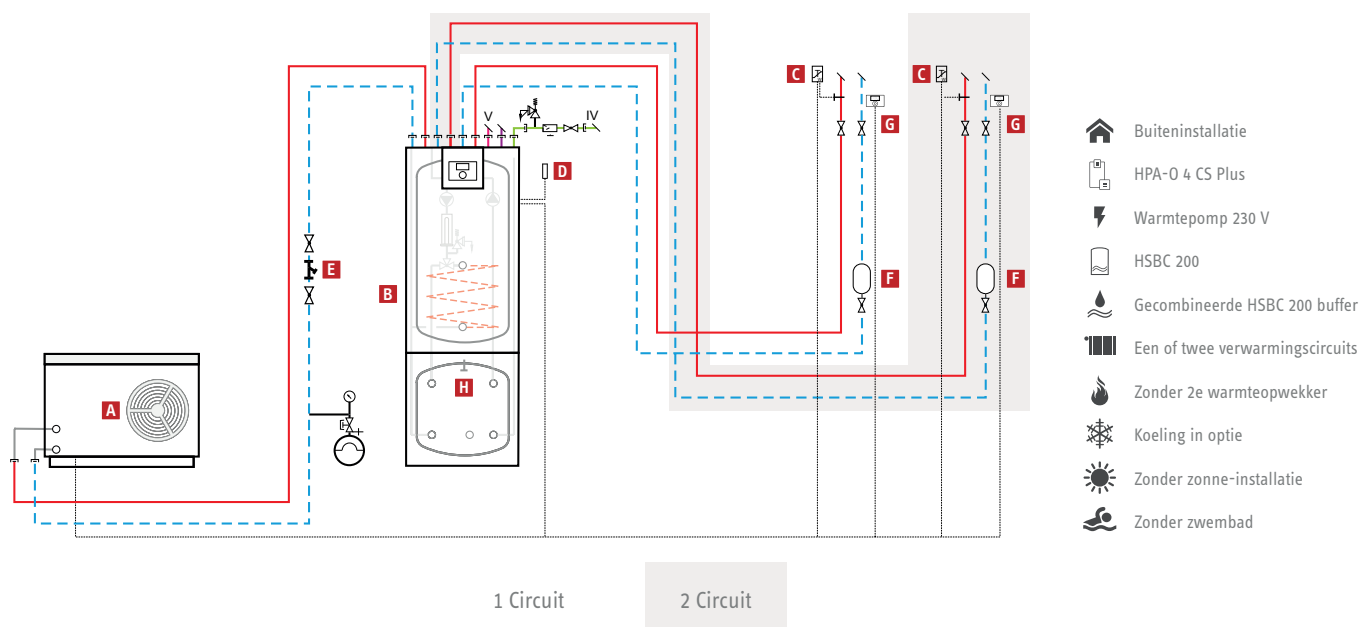 C
C
V
IV
G
G
D
E
B
F
F
A
H
Buiteninstallatie
HPA-O 4 CS Plus
Warmtepomp 230 V
HSBC 200
Gecombineerde HSBC 200 buffer
Een of twee verwarmingscircuits
Zonder 2e warmteopwekker
Koeling in optie
Zonder zonne-installatie
Zonder zwembad
1 Circuit
2 Circuit